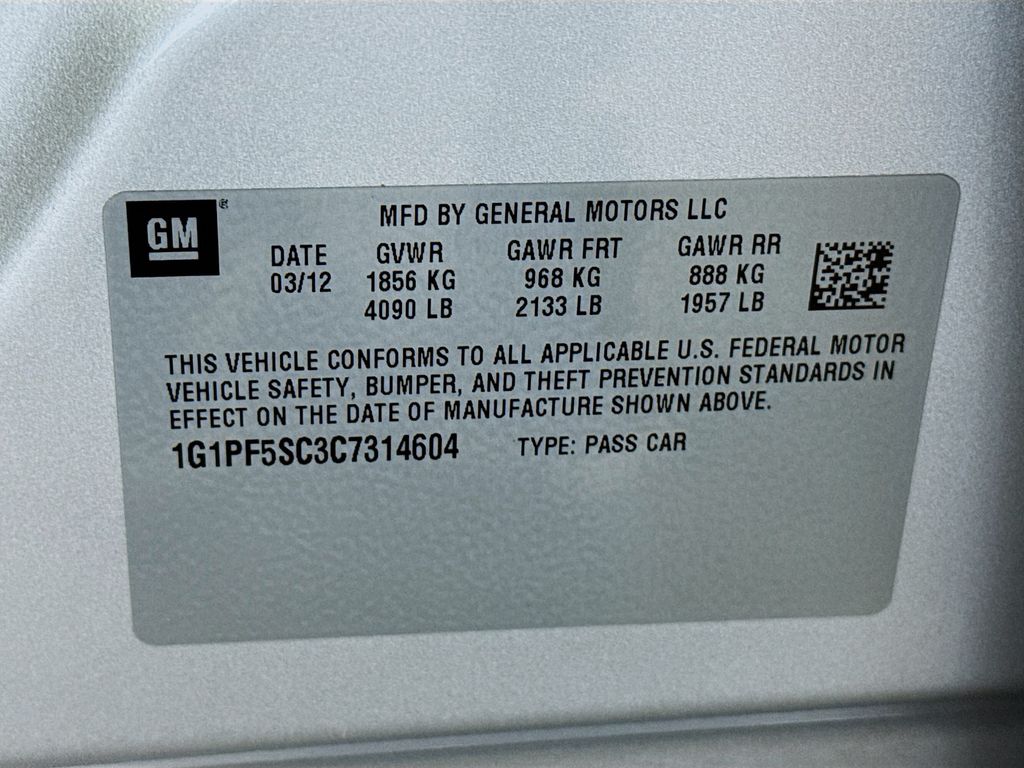 GM ®
MFD BY GENERAL MOTORS LLC
DATE GVWR GAWR FRT GAWR RR
03/12 1856 KG 968 KG 888 KG
4090 LB 2133 LB 1957 LB
THIS VEHICLE CONFORMS TO ALL APPLICABLE U.S. FEDERAL MOTOR
VEHICLE SAFETY, BUMPER, AND THEFT PREVENTION STANDARDS IN
EFFECT ON THE DATE OF MANUFACTURE SHOWN ABOVE.
1G1PF5SC3C7314604 TYPE: PASS CAR